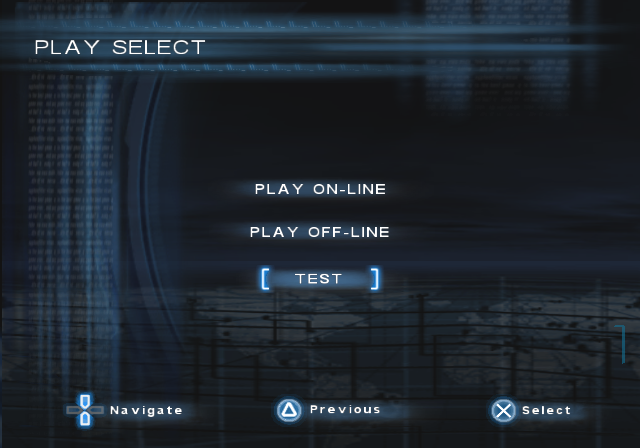 PLAY SELECT
PLAY ON-LINE
PLAY OFF-LINE
TEST
Navigate
Previous
Select